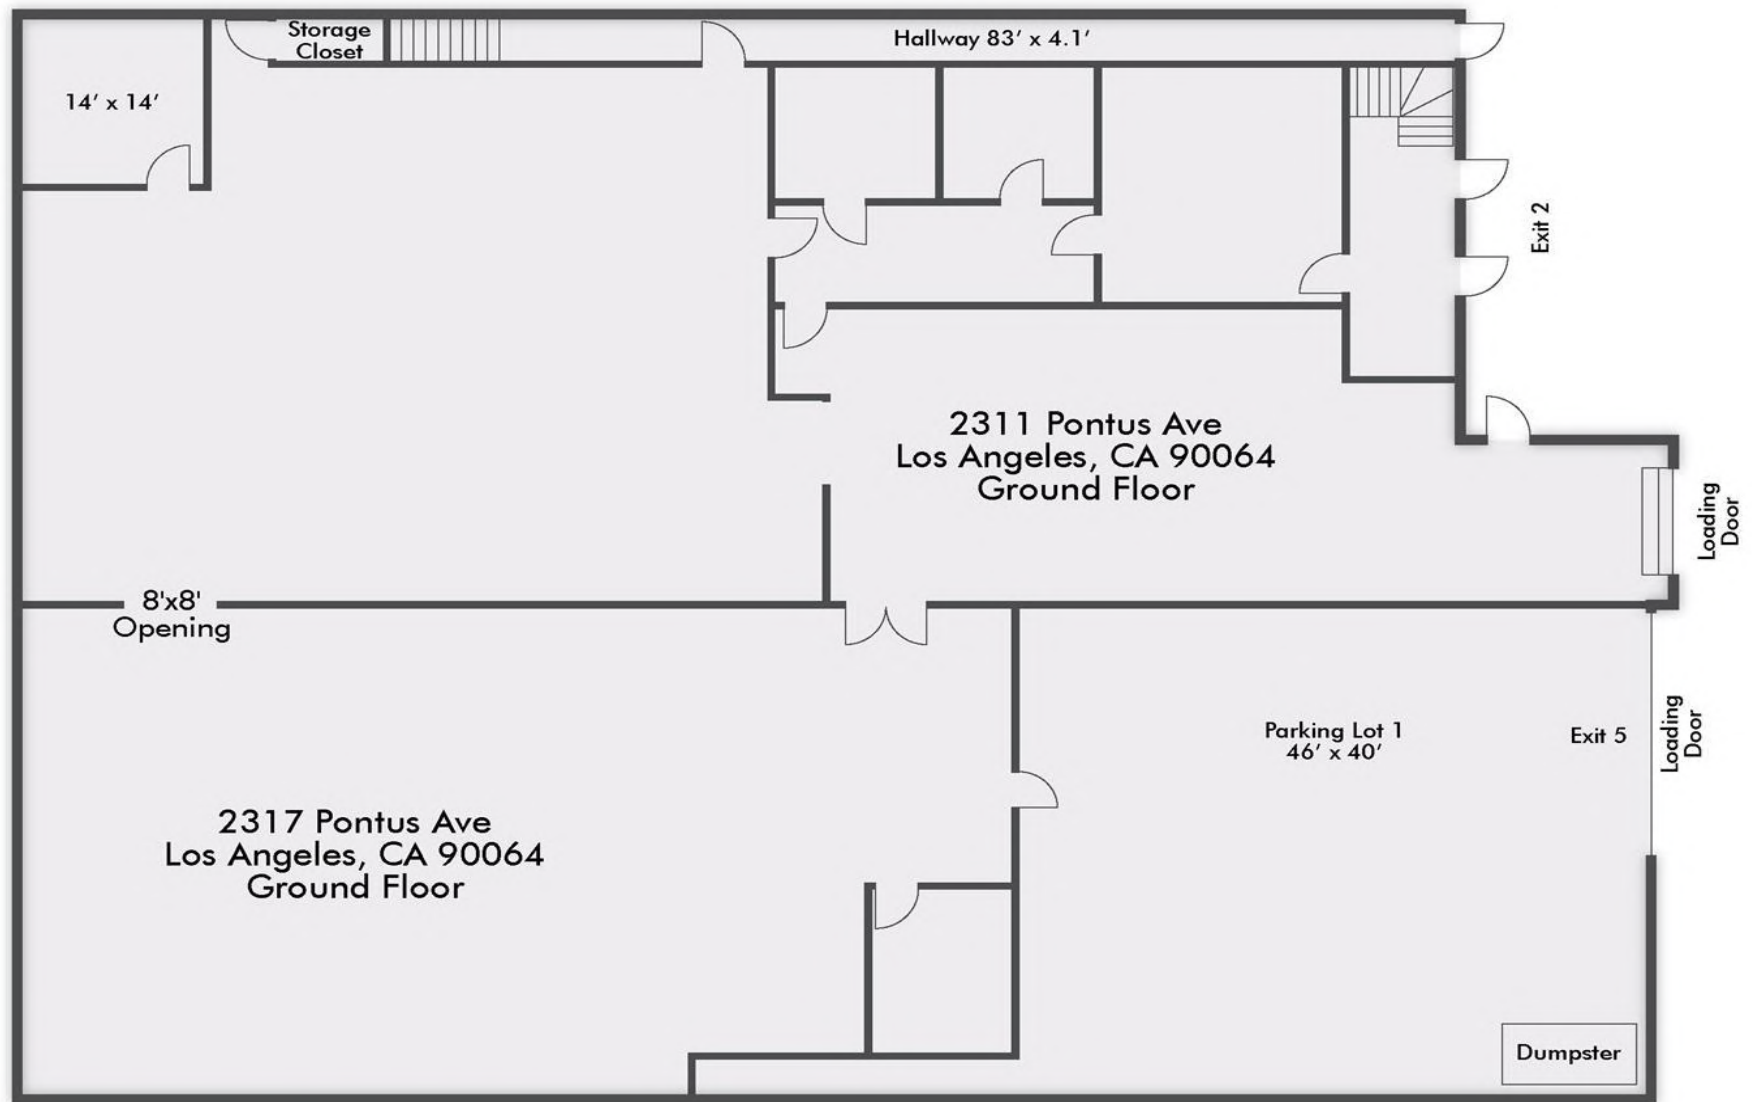 Storage
Closet
Hallway 83' x 4.1'
14' x 14'
Exit 2
2311 Pontus Ave
Los Angeles, CA 90064
Ground Floor
Loading
Door
8'x8'
Opening
Parking Lot 1
46' x 40'
Exit 5
Loading
Door
2317 Pontus Ave
Los Angeles, CA 90064
Ground Floor
Dumpster